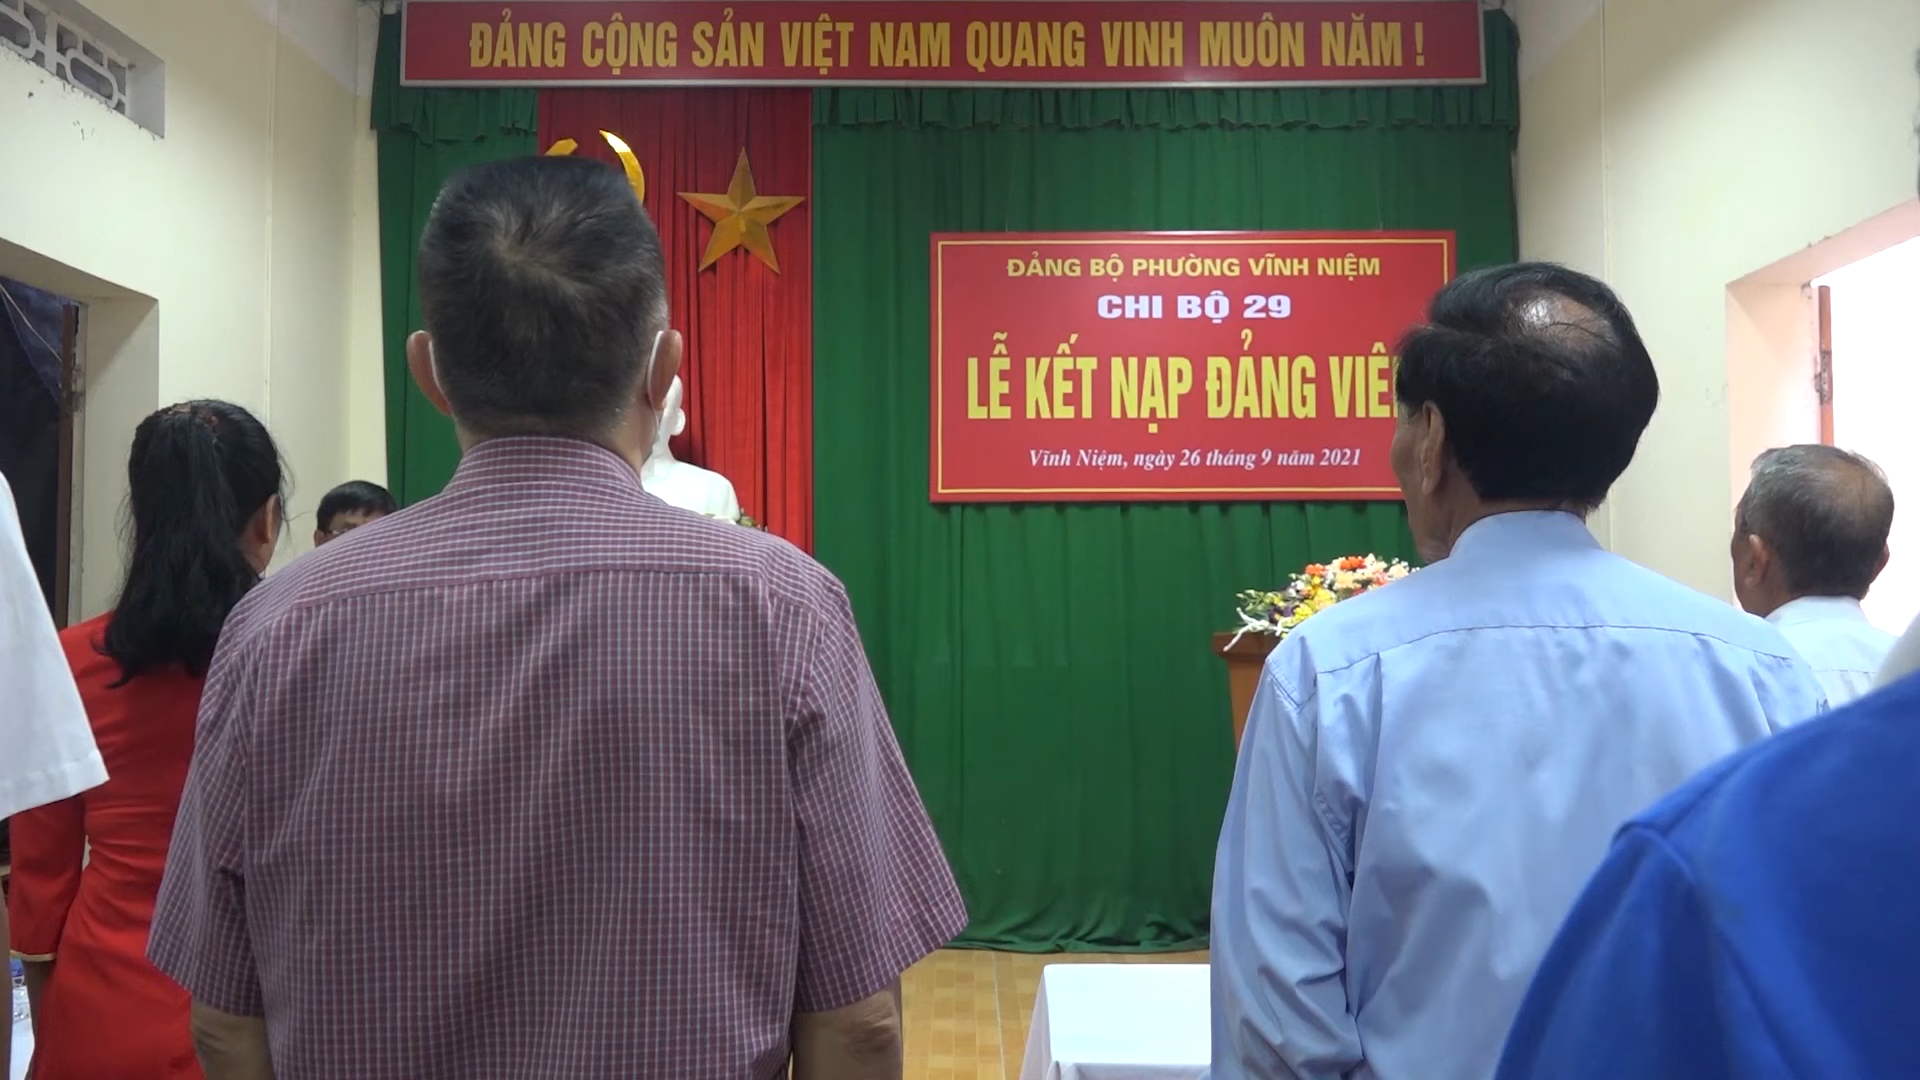 ĐẢNG CỘNG SẢN VIỆT NAM QUANG VINH MUÔN NĂM !
ĐẢNG BỘ PHƯỜNG VĨNH NIỆM
CHI BỘ 29
LỄ KẾT NẠP ĐẢNG VIÊN
Vĩnh Niệm, ngày 26 tháng 9 năm 2021